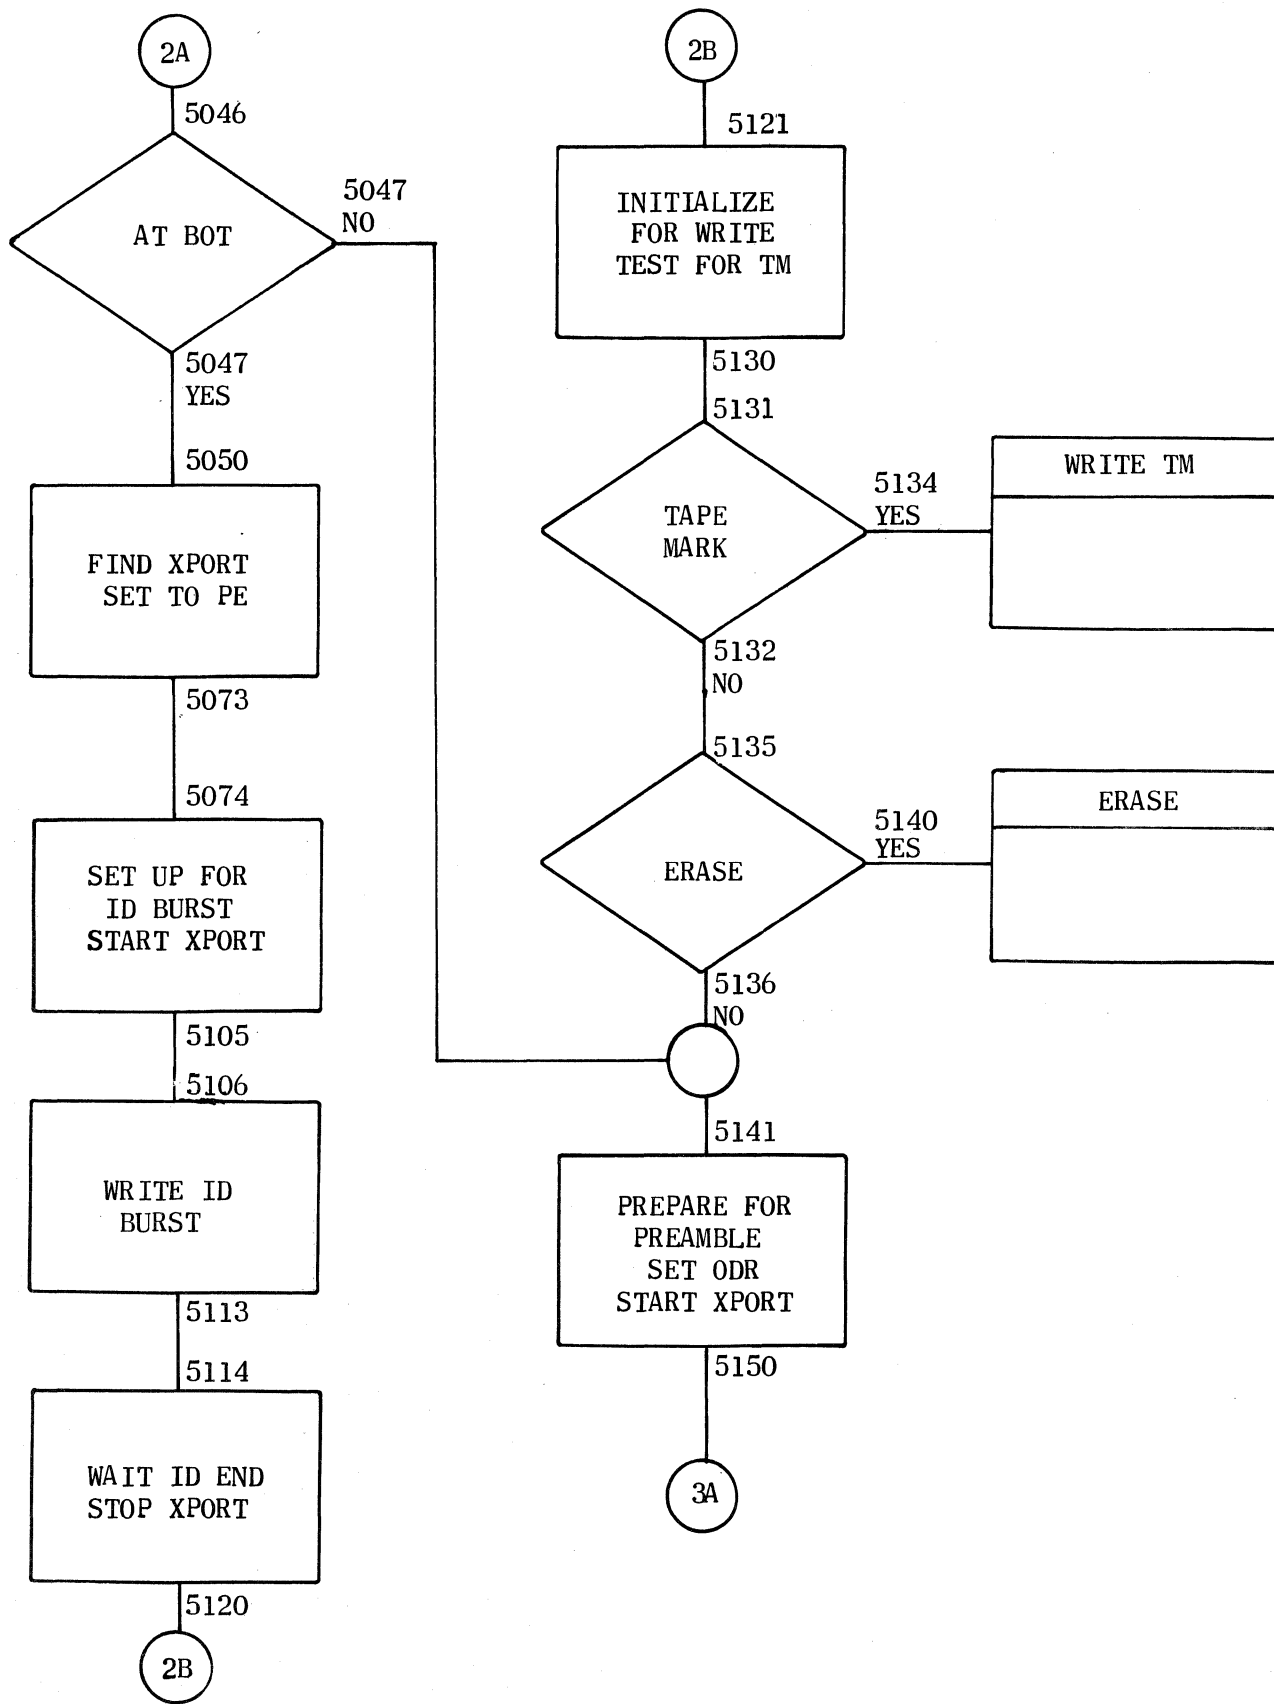 2A
5046
AT BOT
5047
NO
5047
YES
5050
FIND XPORT
SET TO PE
5073
5074
SET UP FOR
ID BURST
START XPORT
5105
5106
WRITE ID
BURST
5113
5114
WAIT ID END
STOP XPORT
5120
2B
2B
5121
INITIALIZE
FOR WRITE
TEST FOR TM
5130
5131
TAPE
MARK
5134
YES
WRITE TM
5132
NO
5135
ERASE
5140
YES
ERASE
5136
NO
5141
PREPARE FOR
PREAMBLE
SET ODR
START XPORT
5150
3A